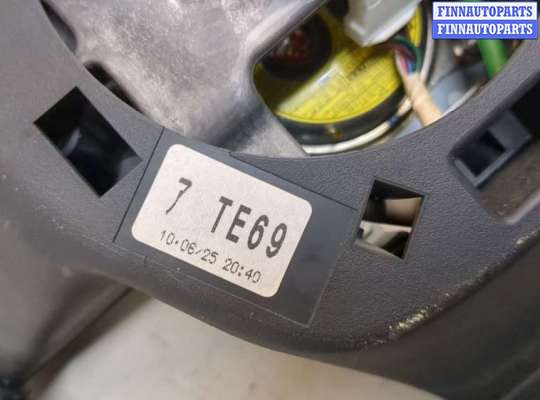 FINNAUTOPARTS
FINNAUTOPARTS
7 TE69
10-06/25 20:40